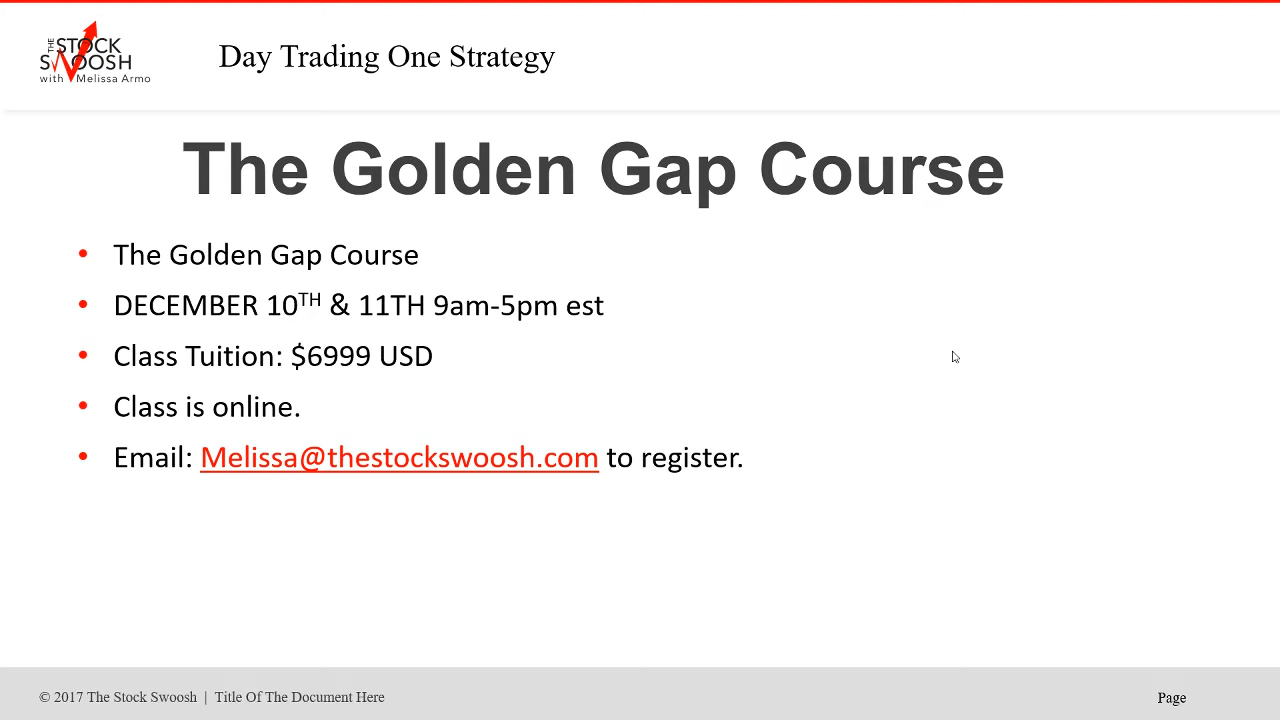 THE STOCK
SWOOSH
with Melissa Armo
Day Trading One Strategy
The Golden Gap Course
• The Golden Gap Course
• DECEMBER 10TH & 11TH 9am-5pm est
• Class Tuition: $6999 USD
• Class is online.
• Email: Melissa@thestockswoosh.com to register.
© 2017 The Stock Swoosh | Title Of The Document Here
Page